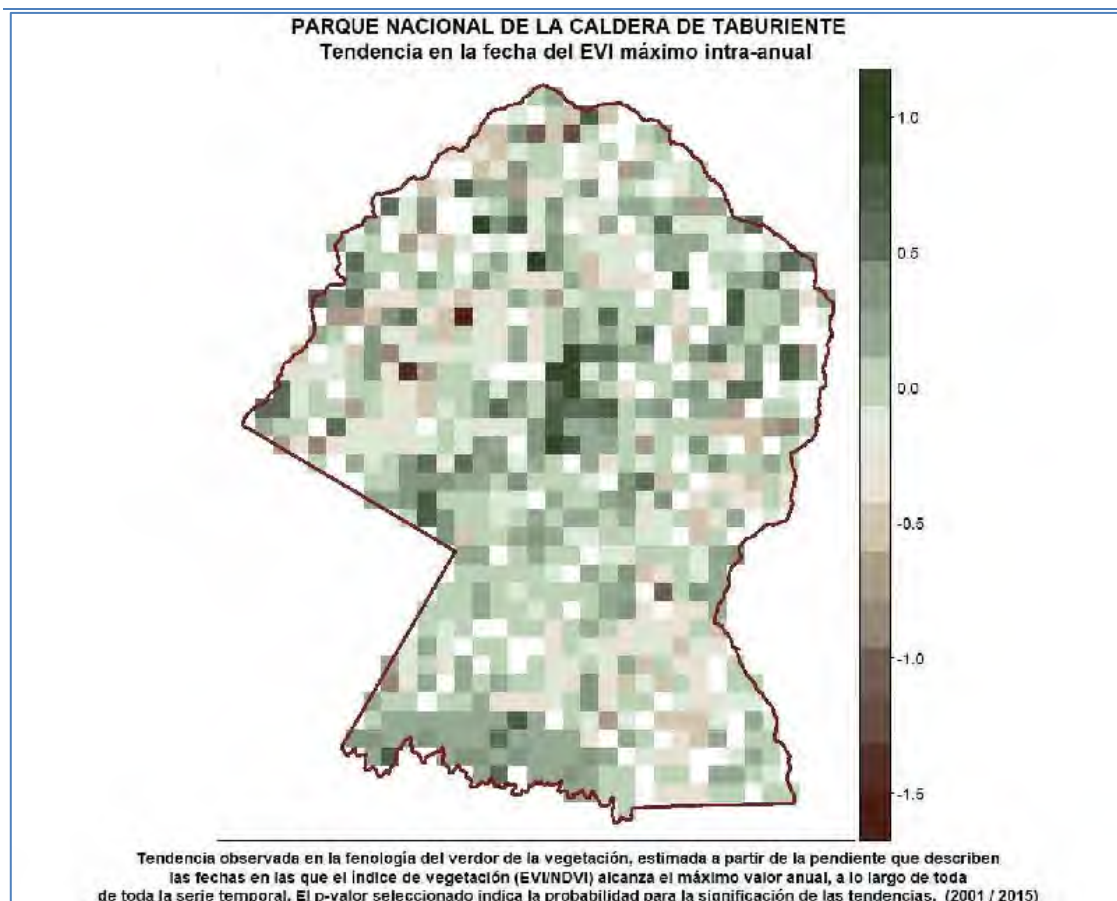 PARQUE NACIONAL DE LA CALDERA DE TABURIENTE
Tendencia en la fecha del EVI máximo intra-anual
1.0
0.5
0.0
-0.5
-1.0
-1.5
Tendencia observada en la fenología del verdor de la vegetación, estimada a partir de la pendiente que describen
las fechas en las que el índice de vegetación (EVI/NDVI) alcanza el máximo valor anual, a lo largo de toda
de toda la serie temporal. El p-valor seleccionado indica la probabilidad para la significación de las tendencias. (2001 / 2015)